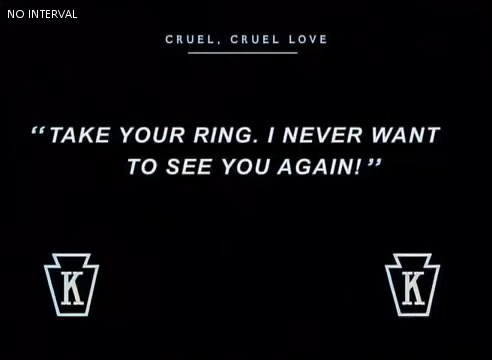 NO INTERVAL
CRUEL, CRUEL LOVE
“TAKE YOUR RING. I NEVER WANT
TO SEE YOU AGAIN!”
K K